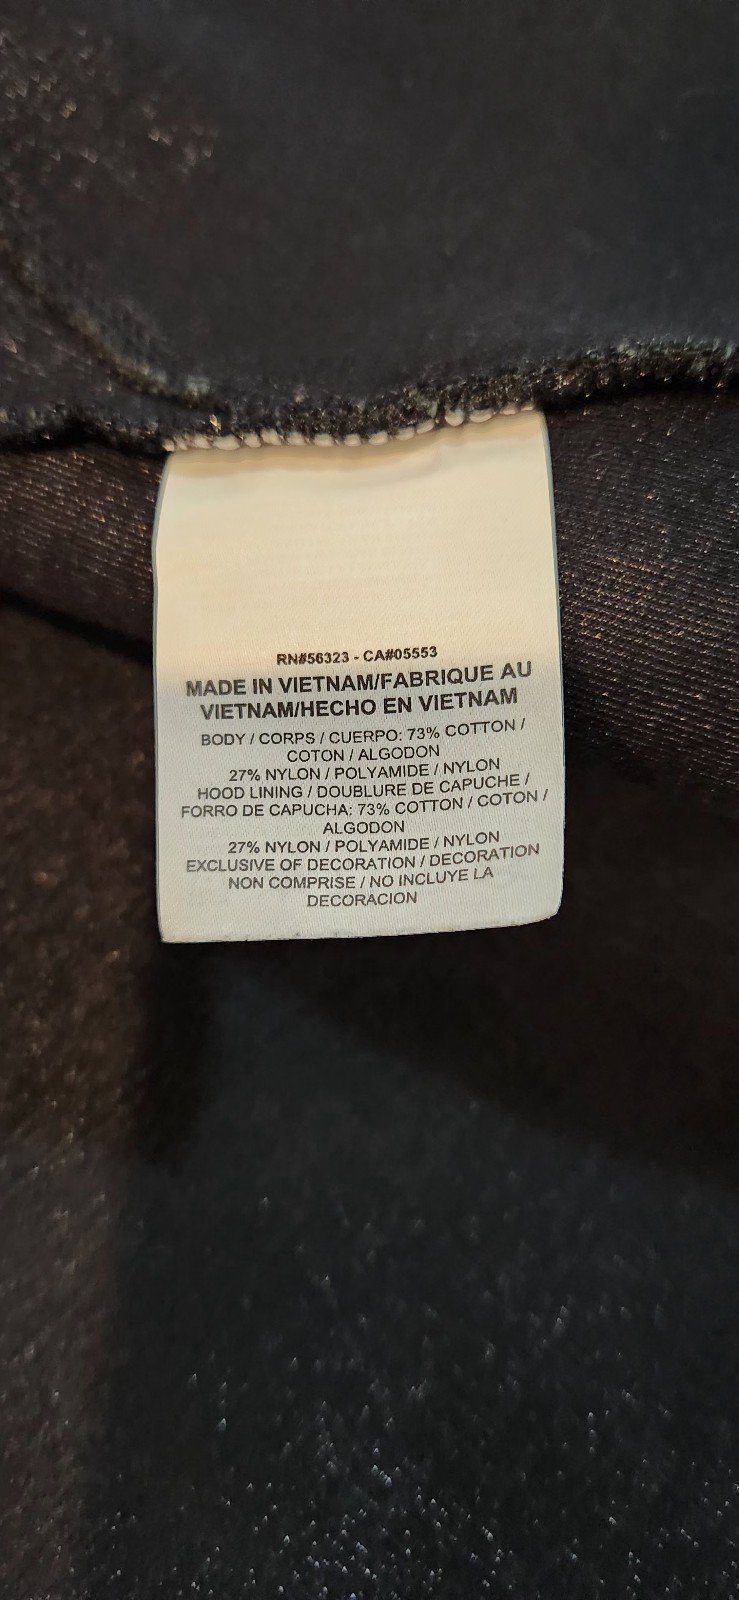 RN#56323 - CA#05553
MADE IN VIETNAM/FABRIQUE AU
VIETNAM/HECHO EN VIETNAM
BODY / CORPS / CUERPO: 73% COTTON /
COTON / ALGODON
27% NYLON / POLYAMIDE / NYLON
HOOD LINING / DOUBLURE DE CAPUCHE /
FORRO DE CAPUCHA: 73% COTTON / COTON /
ALGODON
27% NYLON / POLYAMIDE / NYLON
EXCLUSIVE OF DECORATION / DECORATION
NON COMPRISE / NO INCLUYE LA
DECORACION